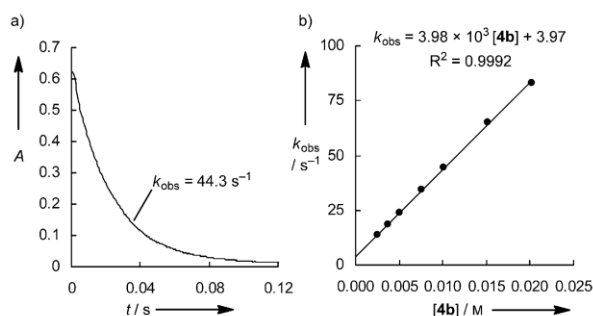 a)
0.7
0.6
0.5
0.4
0.3
0.2
0.1
0
A
kobs = 44.3 s–1
0 0.04 0.08 0.12
t / s
b)
kobs = 3.98 × 10³ [4b] + 3.97
R² = 0.9992
100
75
50
25
0
kobs
/ s–1
0.000 0.005 0.010 0.015 0.020 0.025
[4b] / M